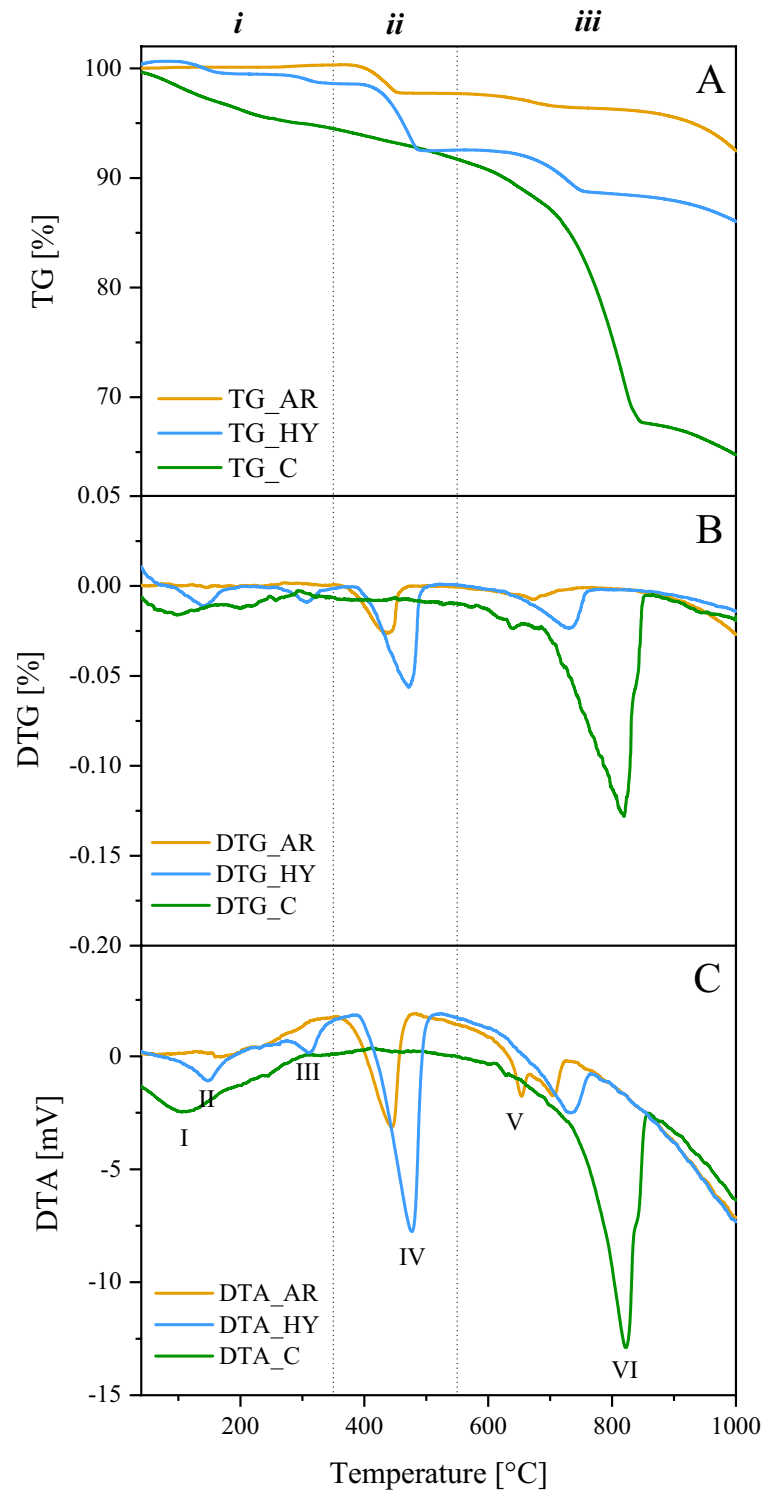 i ii iii
A
100
90
80
70
TG [%]
TG_AR
TG_HY
TG_C
B
0.05
0.00
-0.05
-0.10
-0.15
-0.20
DTG [%]
DTG_AR
DTG_HY
DTG_C
C
0
-5
-10
-15
DTA [mV]
I
II
III
IV
V
VI
DTA_AR
DTA_HY
DTA_C
200 400 600 800 1000
Temperature [°C]